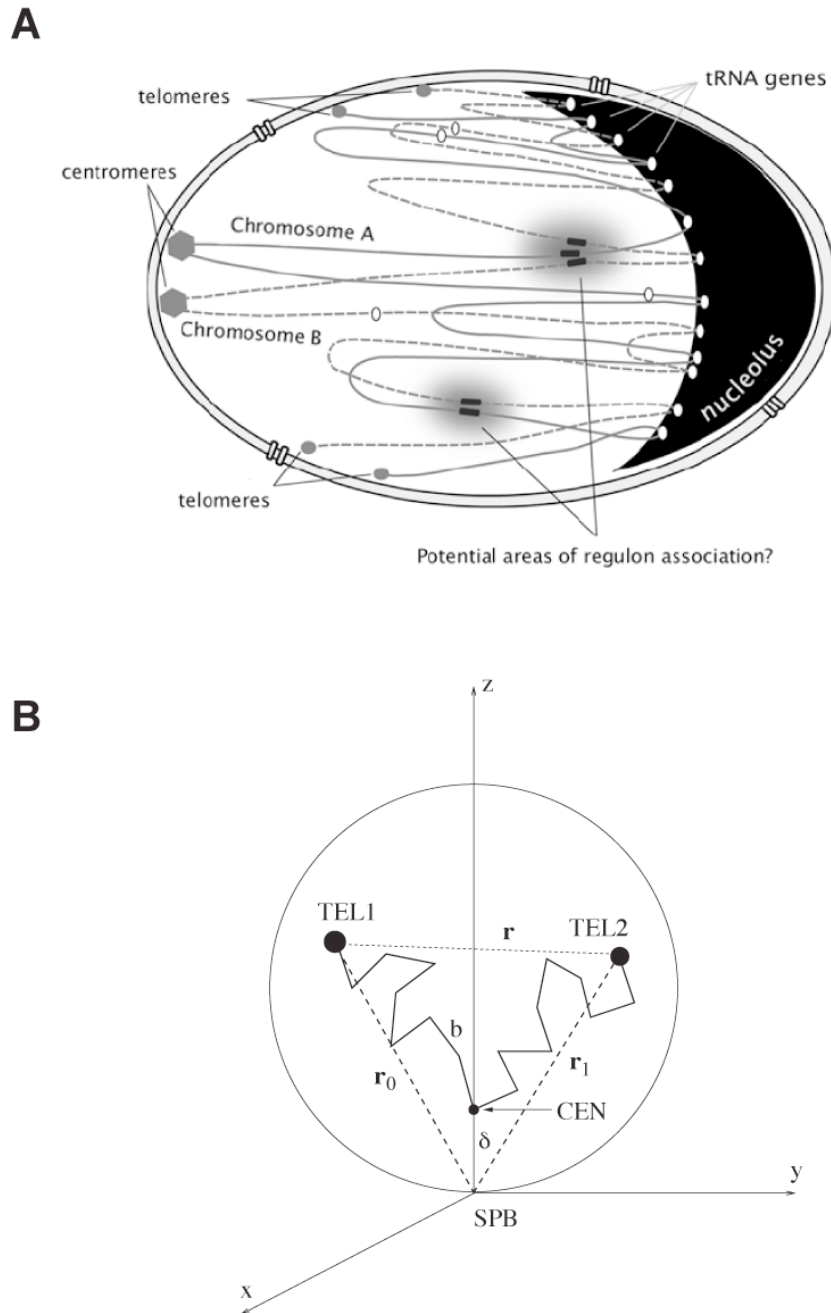 A
telomeres
tRNA genes
centromeres
Chromosome A
Chromosome B
nucleolus
telomeres
Potential areas of regulon association?
B
z
TEL1
r
TEL2
b
r0
r1
CEN
δ
y
SPB
x